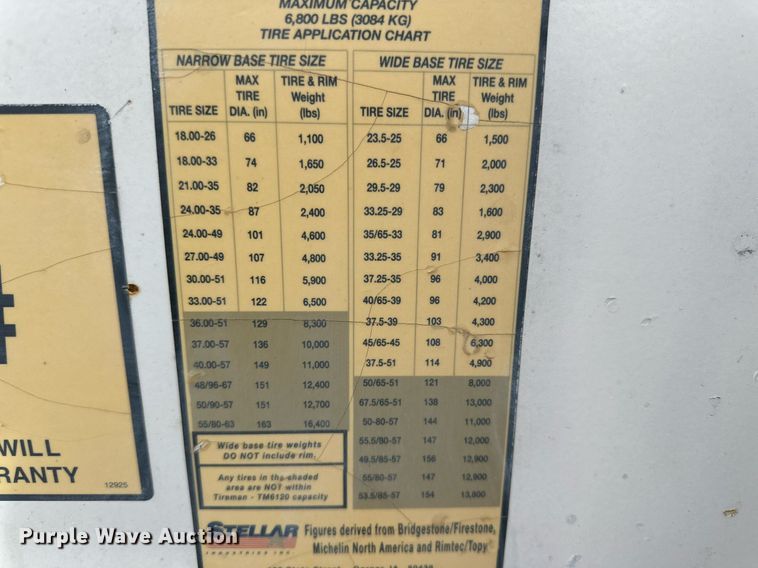 MAXIMUM CAPACITY
6,800 LBS (3084 KG)
TIRE APPLICATION CHART
NARROW BASE TIRE SIZE
TIRE SIZE MAX TIRE DIA. (in) TIRE & RIM Weight (lbs)
18.00-26 66 1,100
18.00-33 74 1,650
21.00-35 82 2,050
24.00-35 87 2,400
24.00-49 101 4,600
27.00-49 107 4,800
30.00-51 116 5,900
33.00-51 122 6,500
36.00-51 129 8,300
37.00-57 136 10,000
40.00-57 149 11,000
48/96-67 151 12,400
50/90-57 151 12,700
55/80-63 163 16,400
Wide base tire weights
DO NOT include rim.
Any tires in the shaded
area are NOT within
Tireman - TM6120 capacity
WIDE BASE TIRE SIZE
TIRE SIZE MAX TIRE DIA. (in) TIRE & RIM Weight (lbs)
23.5-25 66 1,500
26.5-25 71 2,000
29.5-29 79 2,300
33.25-29 83 1,600
35/65-33 81 2,900
33.25-35 91 3,400
37.25-35 96 4,000
40/65-39 96 4,200
37.5-39 103 4,300
45/65-45 108 6,300
37.5-51 114 4,900
50/65-51 121 8,000
67.5/65-51 138 13,000
50-80-57 144 11,000
55.5/80-57 147 12,000
49.5/85-57 156 12,900
55/80-57 147 12,900
53.5/85-57 154 13,800
STELLAR
INDUSTRIES INC.
Figures derived from Bridgestone/Firestone,
Michelin North America and Rimtec/Topy
WILL
RANTY
12925
Purple Wave Auction